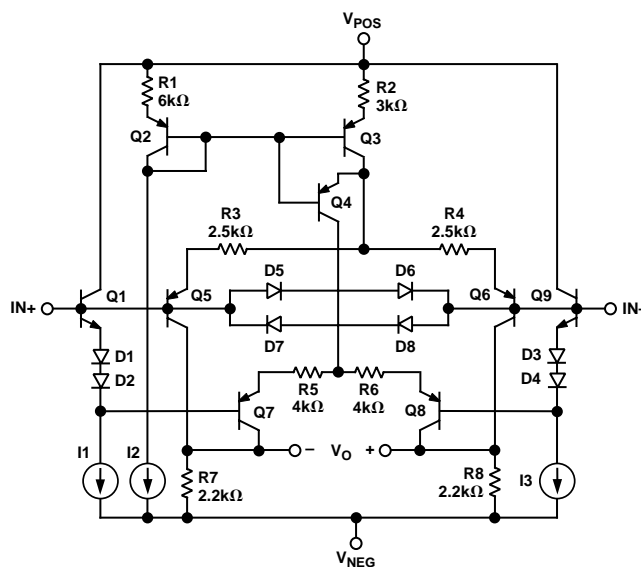 VPOS
R1
6kΩ
R2
3kΩ
Q2
Q3
Q4
R3
2.5kΩ
R4
2.5kΩ
D5
D6
IN+
Q1
Q5
Q6
Q9
IN–
D7
D8
D1
D2
D3
D4
R5
4kΩ
R6
4kΩ
Q7
Q8
I1
I2
–
VO
+
R7
2.2kΩ
R8
2.2kΩ
I3
VNEG